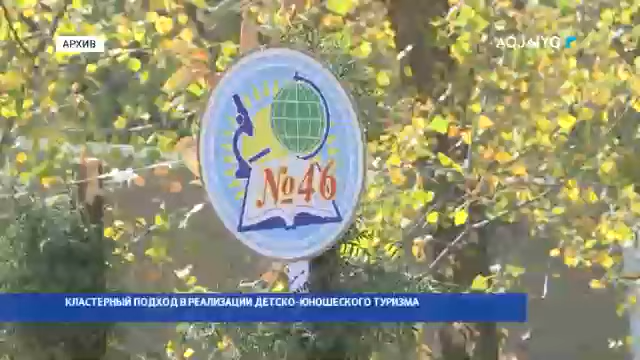 АРХИВ
№46
КЛАСТЕРНЫЙ ПОДХОД В РЕАЛИЗАЦИИ ДЕТСКО-ЮНОШЕСКОГО ТУРИЗМА